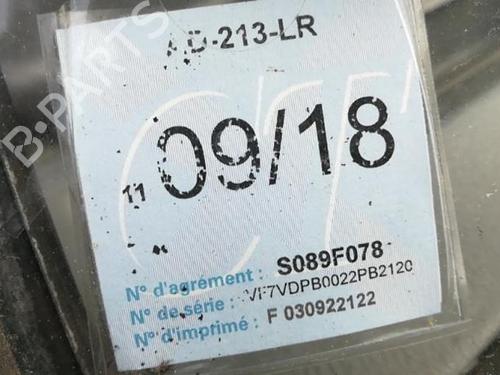 AD-213-LR
11 09/18
N° d'agrément : S089F078
N° de série : VF7VDPB0022PB2120
N° d'imprimé : F 030922122
B-PARTS